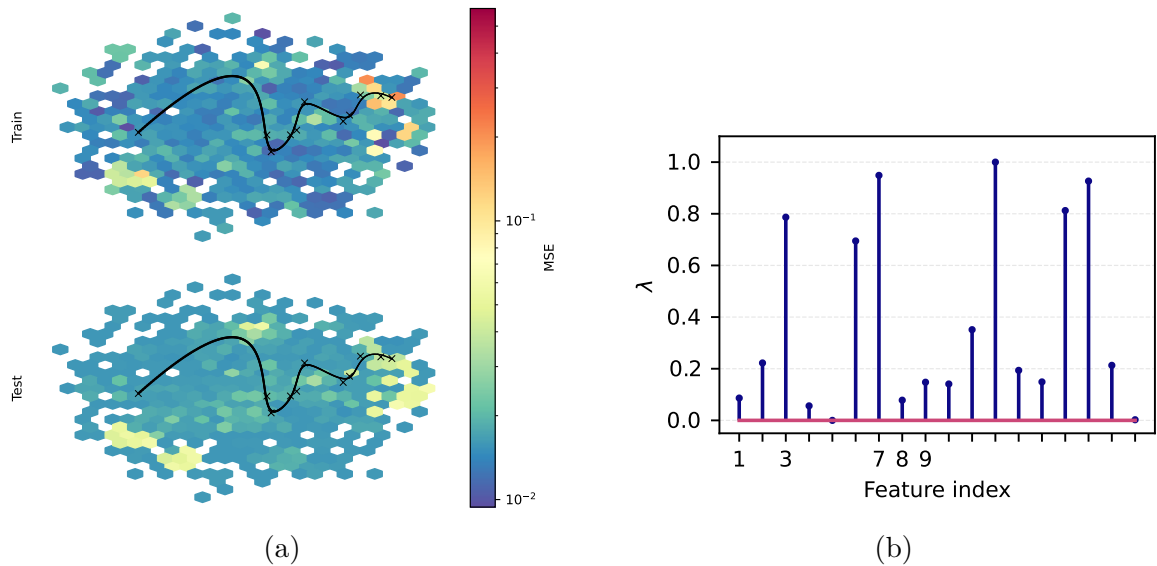 Train
Test
10^{-1}
10^{-2}
MSE
(a)
1.0
0.8
0.6
0.4
0.2
0.0
λ
1 3 7 8 9
Feature index
(b)